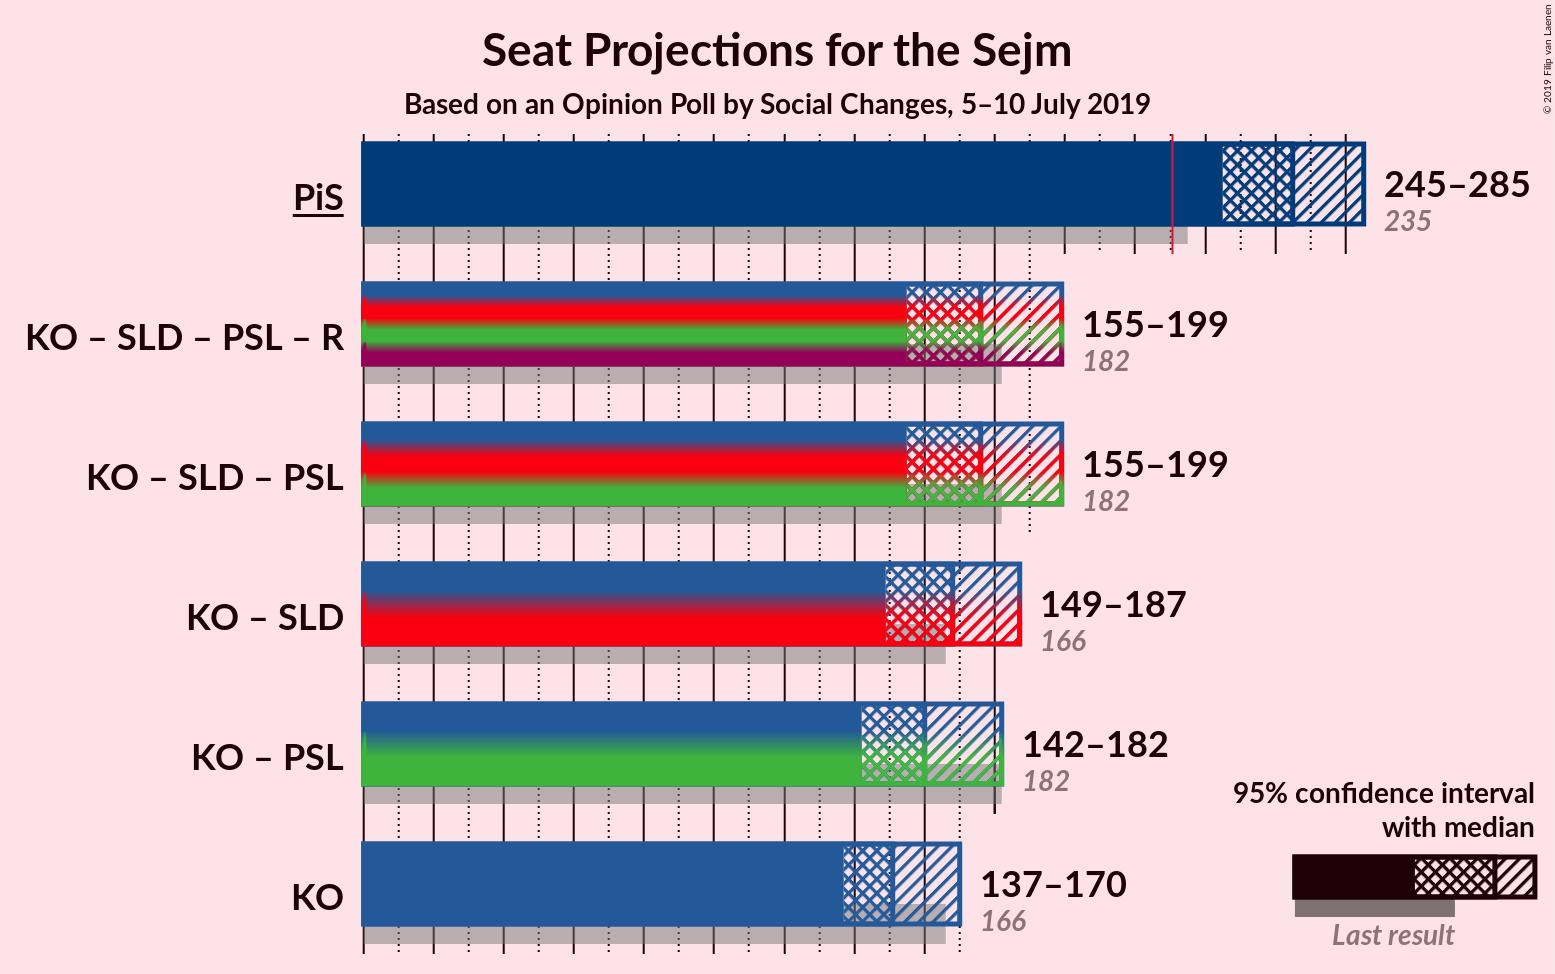 Seat Projections for the Sejm
Based on an Opinion Poll by Social Changes, 5–10 July 2019
© 2019 Filip van Laenen
PiS
245–285
235
KO – SLD – PSL – R
155–199
182
KO – SLD – PSL
155–199
182
KO – SLD
149–187
166
KO – PSL
142–182
182
KO
137–170
166
95% confidence interval
with median
Last result